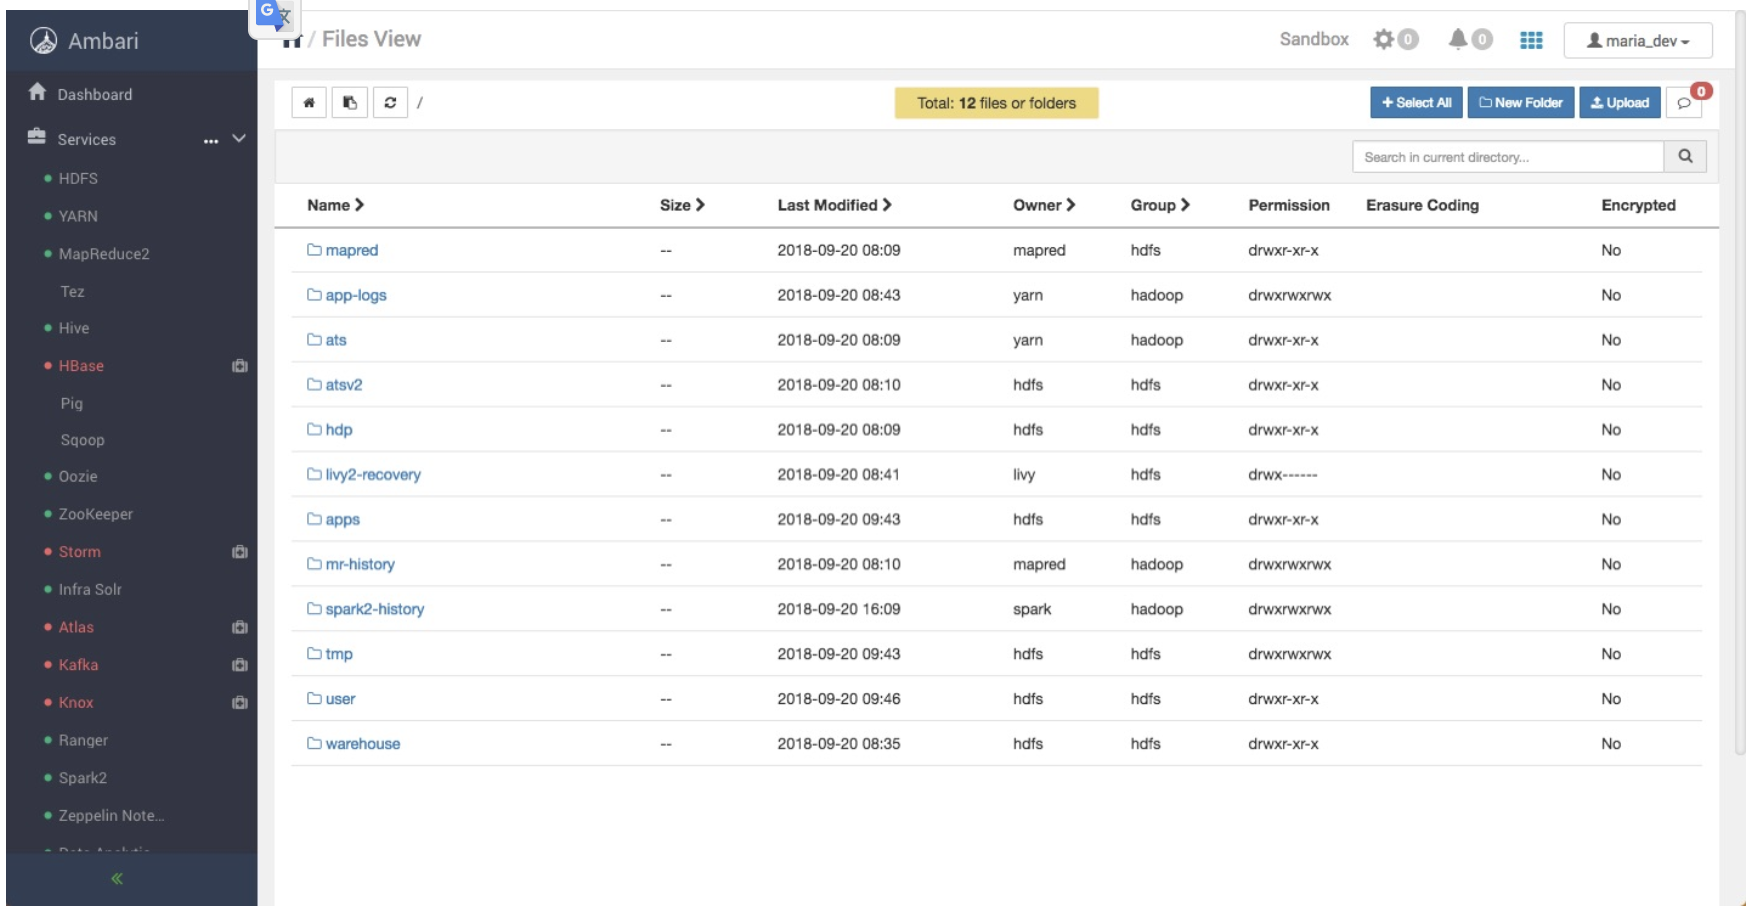 Ambari
G 文
/ Files View
Sandbox 0 0 maria_dev
Dashboard
Services ...
HDFS
YARN
MapReduce2
Tez
Hive
HBase
Pig
Sqoop
Oozie
ZooKeeper
Storm
Infra Solr
Atlas
Kafka
Knox
Ranger
Spark2
Zeppelin Note...
«
/
Total: 12 files or folders
+ Select All New Folder Upload 0
Search in current directory...
Name Size Last Modified Owner Group Permission Erasure Coding Encrypted
mapred -- 2018-09-20 08:09 mapred hdfs drwxr-xr-x No
app-logs -- 2018-09-20 08:43 yarn hadoop drwxrwxrwx No
ats -- 2018-09-20 08:09 yarn hadoop drwxr-xr-x No
atsv2 -- 2018-09-20 08:10 hdfs hdfs drwxr-xr-x No
hdp -- 2018-09-20 08:09 hdfs hdfs drwxr-xr-x No
livy2-recovery -- 2018-09-20 08:41 livy hdfs drwx------ No
apps -- 2018-09-20 09:43 hdfs hdfs drwxr-xr-x No
mr-history -- 2018-09-20 08:10 mapred hadoop drwxrwxrwx No
spark2-history -- 2018-09-20 16:09 spark hadoop drwxrwxrwx No
tmp -- 2018-09-20 09:43 hdfs hdfs drwxrwxrwx No
user -- 2018-09-20 09:46 hdfs hdfs drwxr-xr-x No
warehouse -- 2018-09-20 08:35 hdfs hdfs drwxr-xr-x No